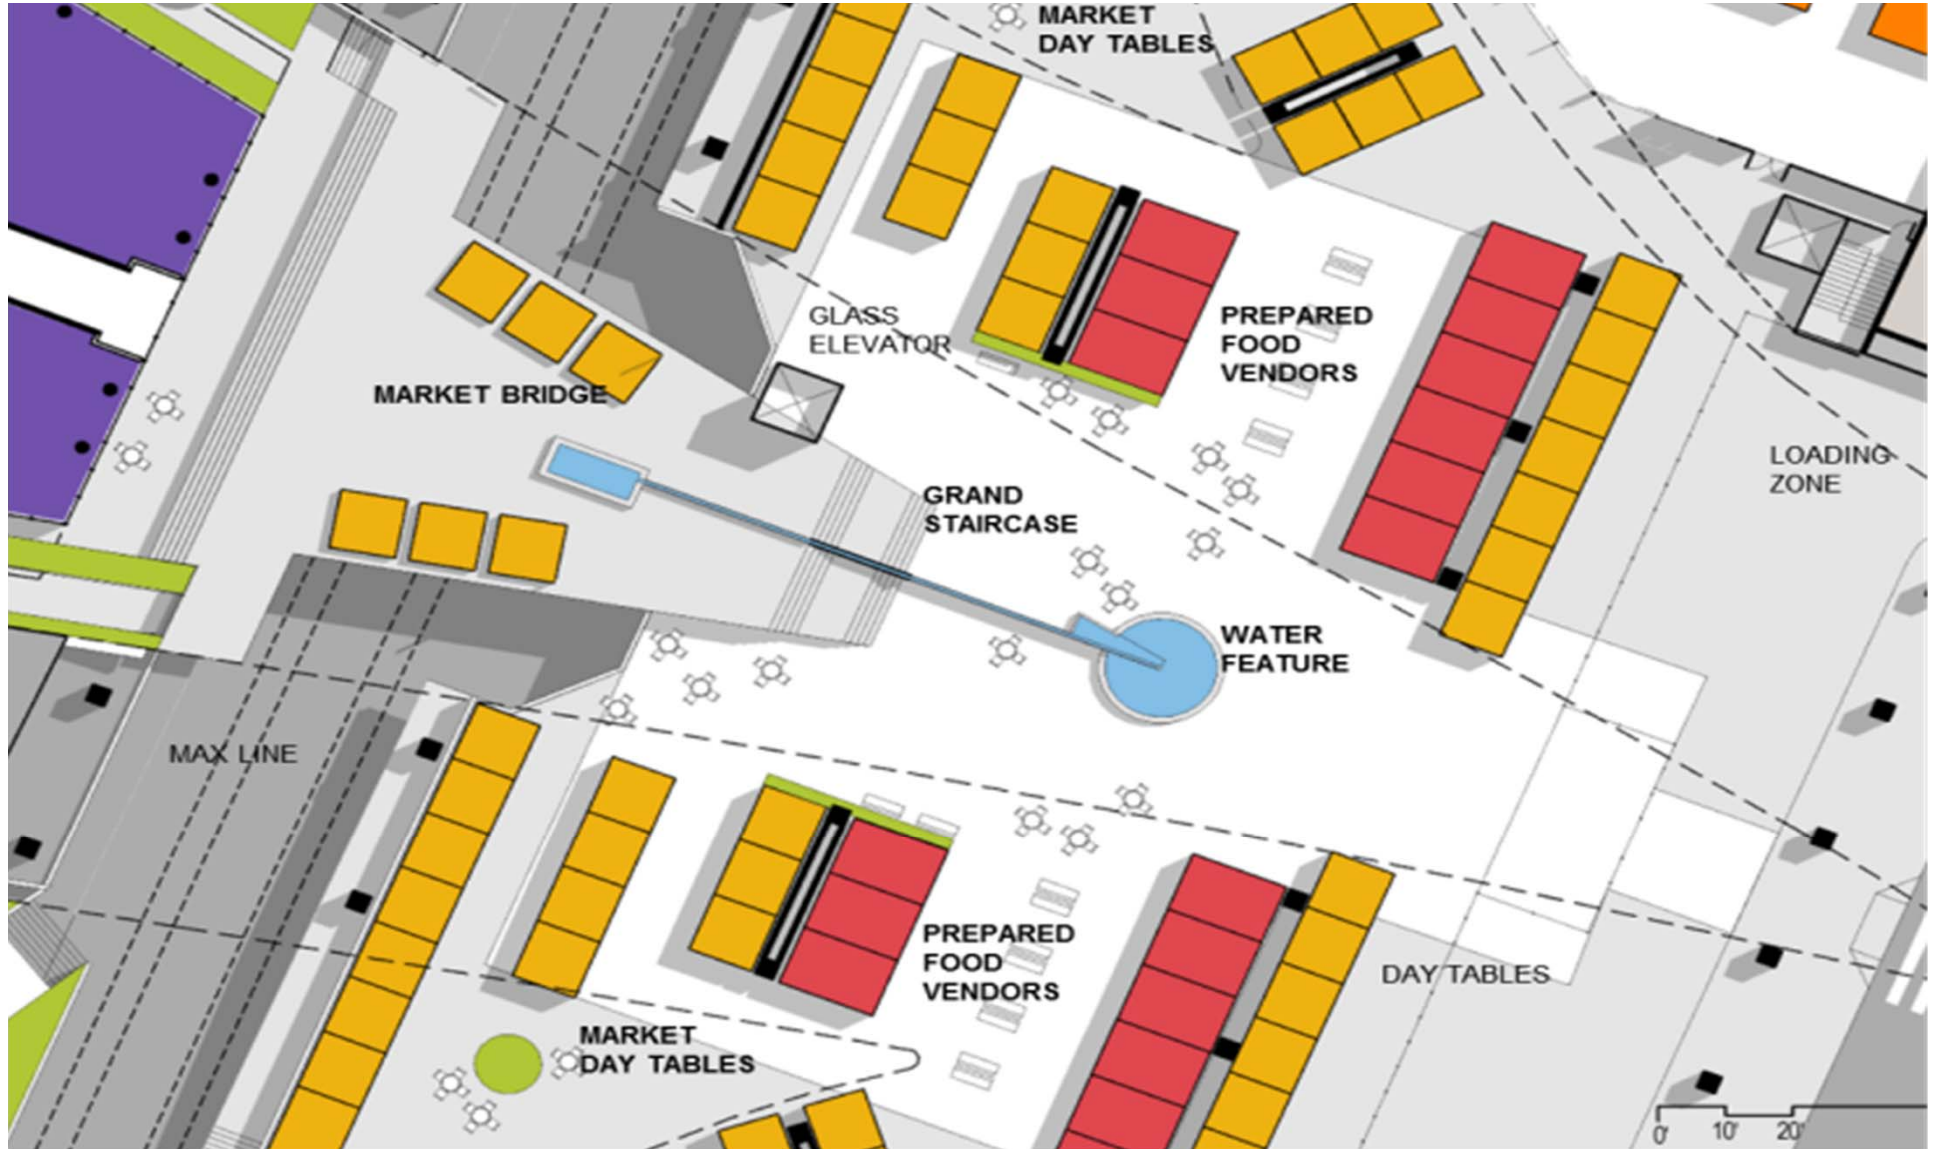 MARKET
DAY TABLES
GLASS
ELEVATOR
PREPARED
FOOD
VENDORS
MARKET BRIDGE
LOADING
ZONE
GRAND
STAIRCASE
WATER
FEATURE
MAX LINE
PREPARED
FOOD
VENDORS
DAY TABLES
MARKET
DAY TABLES
0' 10' 20'